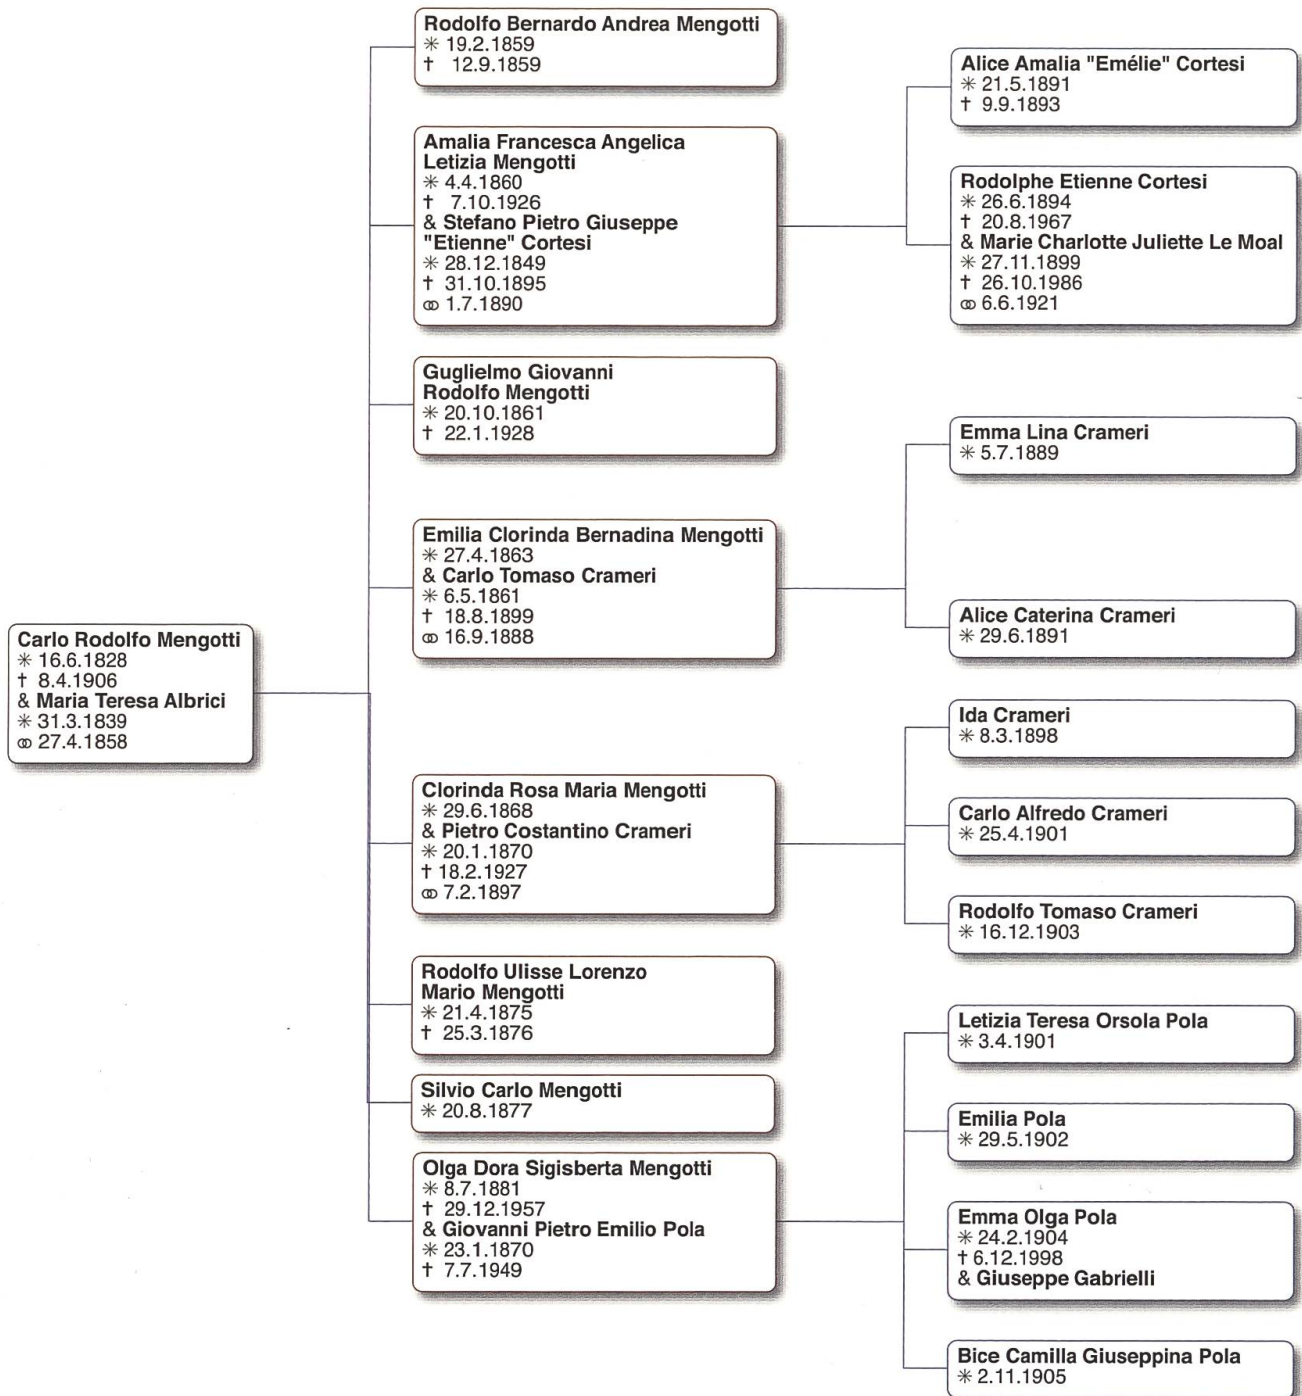 Rodolfo Bernardo Andrea Mengotti
✳ 19.2.1859
† 12.9.1859
Amalia Francesca Angelica
Letizia Mengotti
✳ 4.4.1860
† 7.10.1926
& Stefano Pietro Giuseppe
"Etienne" Cortesi
✳ 28.12.1849
† 31.10.1895
⚭ 1.7.1890
Guglielmo Giovanni
Rodolfo Mengotti
✳ 20.10.1861
† 22.1.1928
Emilia Clorinda Bernadina Mengotti
✳ 27.4.1863
& Carlo Tomaso Crameri
✳ 6.5.1861
† 18.8.1899
⚭ 16.9.1888
Carlo Rodolfo Mengotti
✳ 16.6.1828
† 8.4.1906
& Maria Teresa Albrici
✳ 31.3.1839
⚭ 27.4.1858
Clorinda Rosa Maria Mengotti
✳ 29.6.1868
& Pietro Costantino Crameri
✳ 20.1.1870
† 18.2.1927
⚭ 7.2.1897
Rodolfo Ulisse Lorenzo
Mario Mengotti
✳ 21.4.1875
† 25.3.1876
Silvio Carlo Mengotti
✳ 20.8.1877
Olga Dora Sigisberta Mengotti
✳ 8.7.1881
† 29.12.1957
& Giovanni Pietro Emilio Pola
✳ 23.1.1870
† 7.7.1949
Alice Amalia "Emélie" Cortesi
✳ 21.5.1891
† 9.9.1893
Rodolphe Etienne Cortesi
✳ 26.6.1894
† 20.8.1967
& Marie Charlotte Juliette Le Moal
✳ 27.11.1899
† 26.10.1986
⚭ 6.6.1921
Emma Lina Crameri
✳ 5.7.1889
Alice Caterina Crameri
✳ 29.6.1891
Ida Crameri
✳ 8.3.1898
Carlo Alfredo Crameri
✳ 25.4.1901
Rodolfo Tomaso Crameri
✳ 16.12.1903
Letizia Teresa Orsola Pola
✳ 3.4.1901
Emilia Pola
✳ 29.5.1902
Emma Olga Pola
✳ 24.2.1904
† 6.12.1998
& Giuseppe Gabrielli
Bice Camilla Giuseppina Pola
✳ 2.11.1905